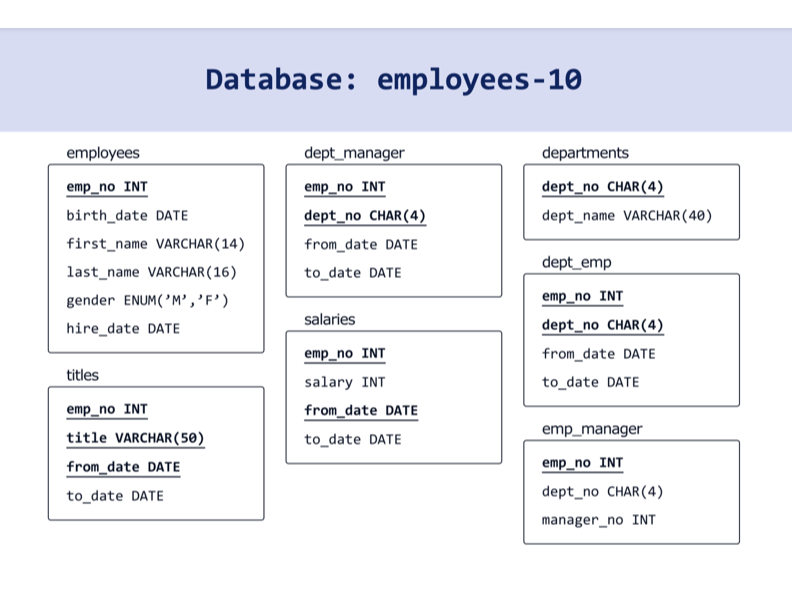 Database: employees-10
employees
emp_no INT
birth_date DATE
first_name VARCHAR(14)
last_name VARCHAR(16)
gender ENUM(’M’,’F’)
hire_date DATE
titles
emp_no INT
title VARCHAR(50)
from_date DATE
to_date DATE
dept_manager
emp_no INT
dept_no CHAR(4)
from_date DATE
to_date DATE
salaries
emp_no INT
salary INT
from_date DATE
to_date DATE
departments
dept_no CHAR(4)
dept_name VARCHAR(40)
dept_emp
emp_no INT
dept_no CHAR(4)
from_date DATE
to_date DATE
emp_manager
emp_no INT
dept_no CHAR(4)
manager_no INT